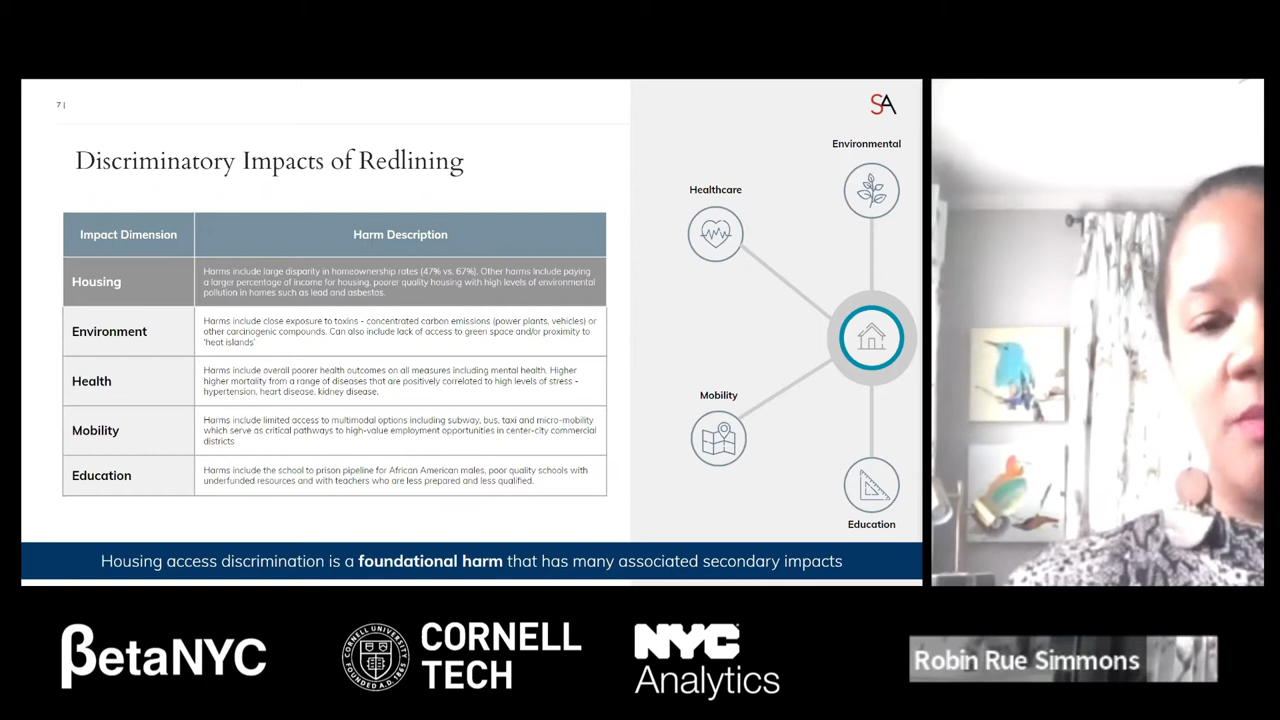 7 |
SA
Discriminatory Impacts of Redlining
Impact Dimension
Harm Description
Housing
Harms include large disparity in homeownership rates (47% vs. 67%). Other harms include paying
a larger percentage of income for housing, poorer quality housing with high levels of environmental
pollution in homes such as lead and asbestos.
Environment
Harms include close exposure to toxins - concentrated carbon emissions (power plants, vehicles) or
other carcinogenic compounds. Can also include lack of access to green space and/or proximity to
'heat islands'
Health
Harms include overall poorer health outcomes on all measures including mental health. Higher
higher mortality from a range of diseases that are positively correlated to high levels of stress -
hypertension, heart disease, kidney disease.
Mobility
Harms include limited access to multimodal options including subway, bus, taxi and micro-mobility
which serve as critical pathways to high-value employment opportunities in center-city commercial
districts
Education
Harms include the school to prison pipeline for African American males, poor quality schools with
underfunded resources and with teachers who are less prepared and less qualified.
Environmental
Healthcare
Mobility
Education
Housing access discrimination is a foundational harm that has many associated secondary impacts
βetaNYC
CORNELL UNIVERSITY
FOUNDED A.D. 1865
CORNELL
TECH
NYC
Analytics
Robin Rue Simmons